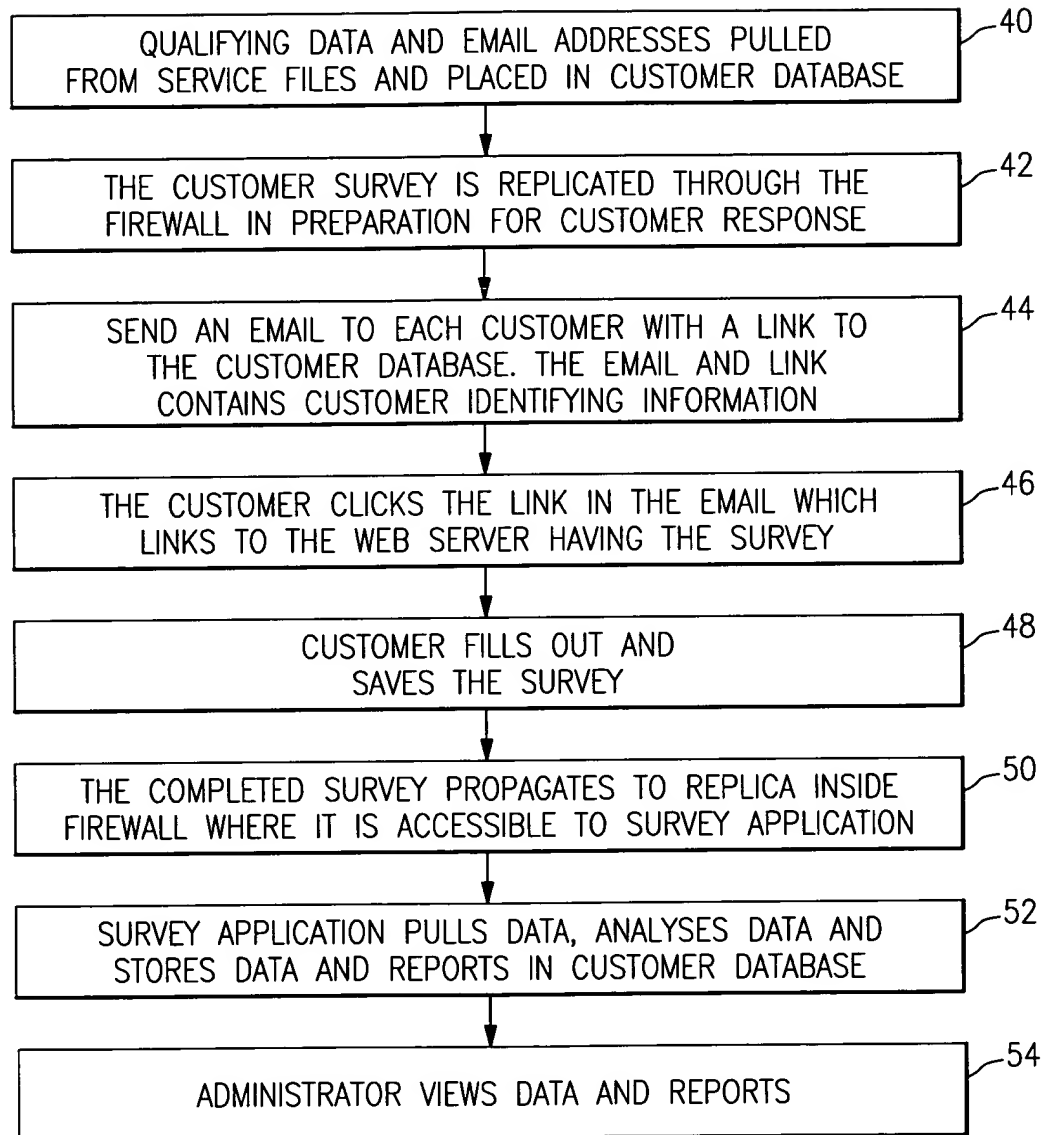 QUALIFYING DATA AND EMAIL ADDRESSES PULLED
FROM SERVICE FILES AND PLACED IN CUSTOMER DATABASE
40
THE CUSTOMER SURVEY IS REPLICATED THROUGH THE
FIREWALL IN PREPARATION FOR CUSTOMER RESPONSE
42
SEND AN EMAIL TO EACH CUSTOMER WITH A LINK TO
THE CUSTOMER DATABASE. THE EMAIL AND LINK
CONTAINS CUSTOMER IDENTIFYING INFORMATION
44
THE CUSTOMER CLICKS THE LINK IN THE EMAIL WHICH
LINKS TO THE WEB SERVER HAVING THE SURVEY
46
CUSTOMER FILLS OUT AND
SAVES THE SURVEY
48
THE COMPLETED SURVEY PROPAGATES TO REPLICA INSIDE
FIREWALL WHERE IT IS ACCESSIBLE TO SURVEY APPLICATION
50
SURVEY APPLICATION PULLS DATA, ANALYSES DATA AND
STORES DATA AND REPORTS IN CUSTOMER DATABASE
52
ADMINISTRATOR VIEWS DATA AND REPORTS
54